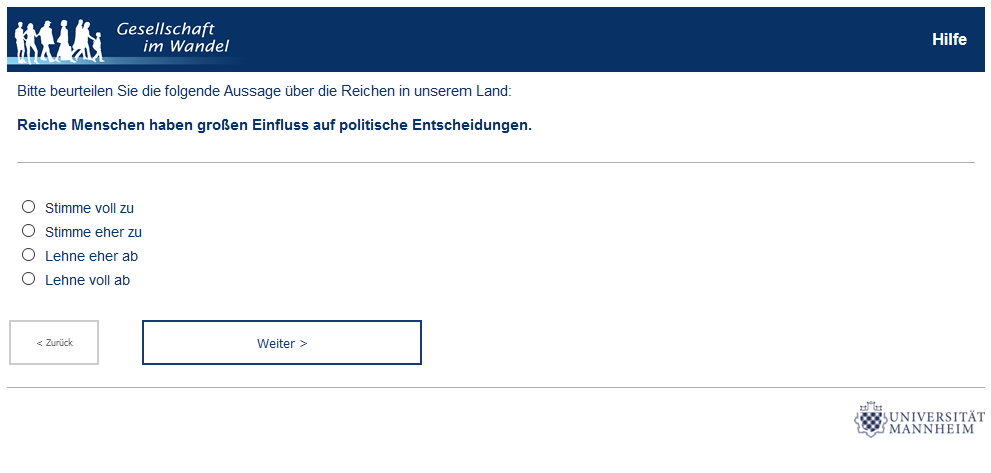 Gesellschaft
im Wandel
Hilfe
Bitte beurteilen Sie die folgende Aussage über die Reichen in unserem Land:
Reiche Menschen haben großen Einfluss auf politische Entscheidungen.
Stimme voll zu
Stimme eher zu
Lehne eher ab
Lehne voll ab
< Zurück
Weiter >
UNIVERSITÄT
MANNHEIM